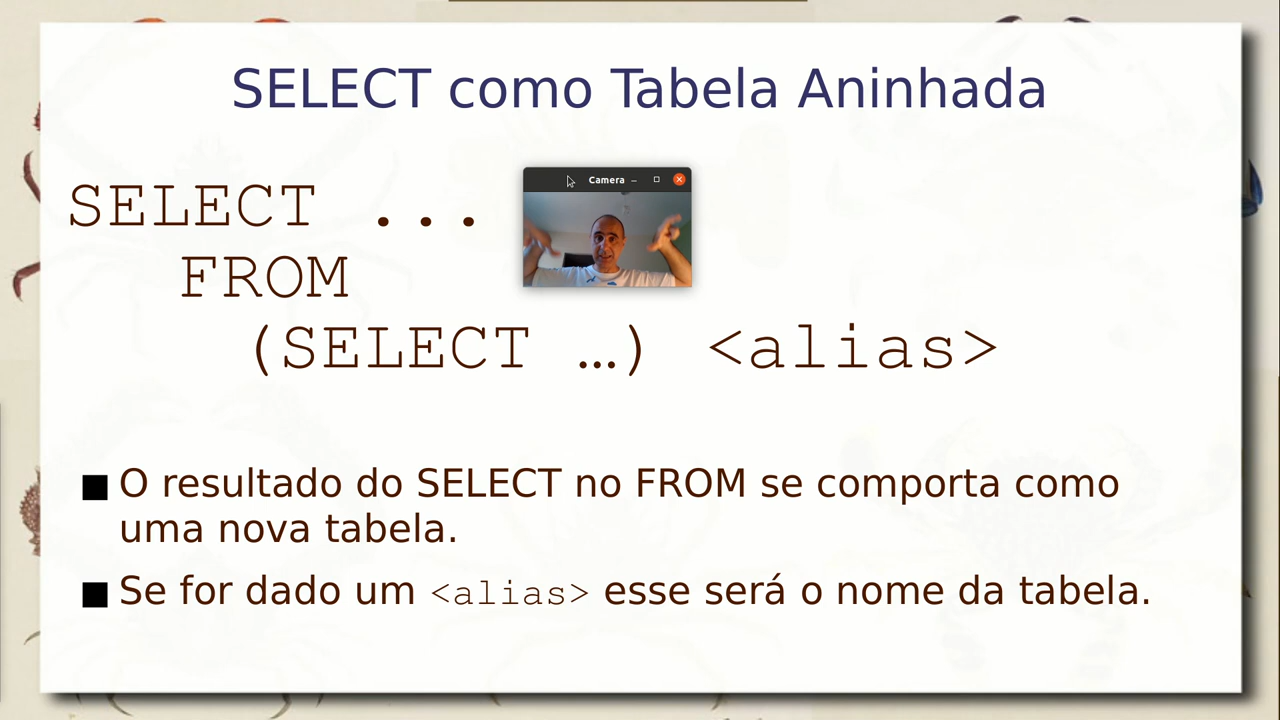 SELECT como Tabela Aninhada
SELECT ...
Camera
FROM
(SELECT …) <alias>
■ O resultado do SELECT no FROM se comporta como
uma nova tabela.
■ Se for dado um <alias> esse será o nome da tabela.